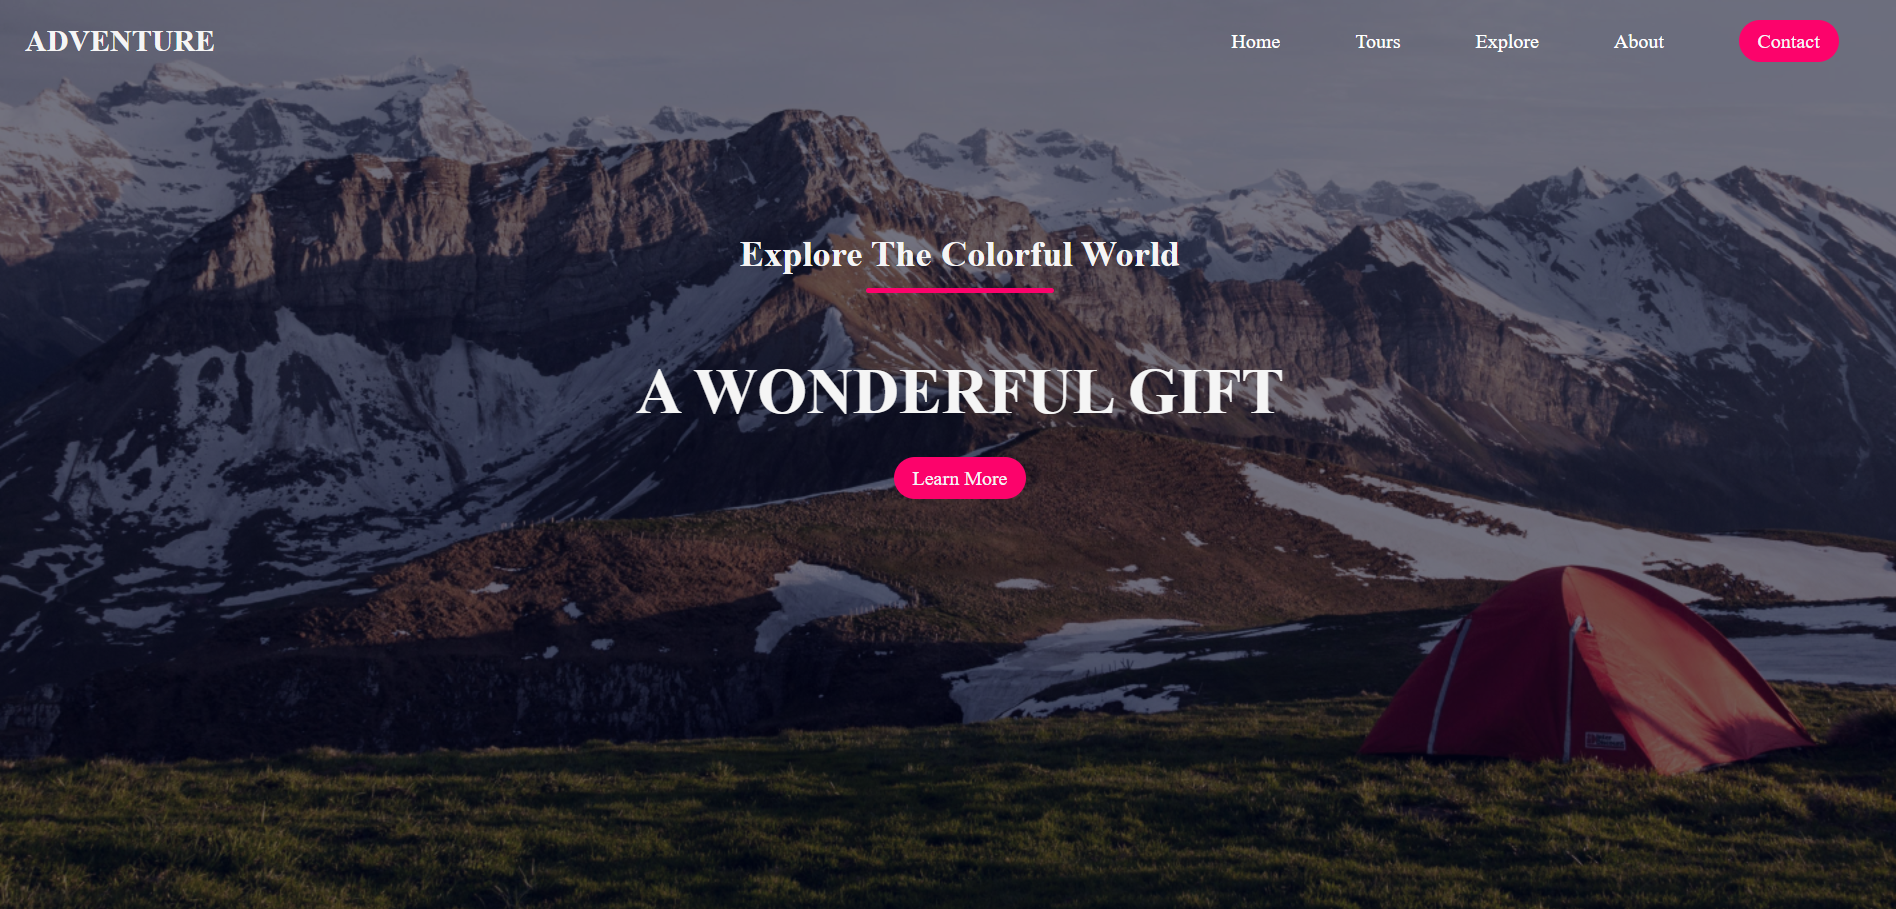 ADVENTURE
Home
Tours
Explore
About
Contact
Explore The Colorful World
A WONDERFUL GIFT
Learn More